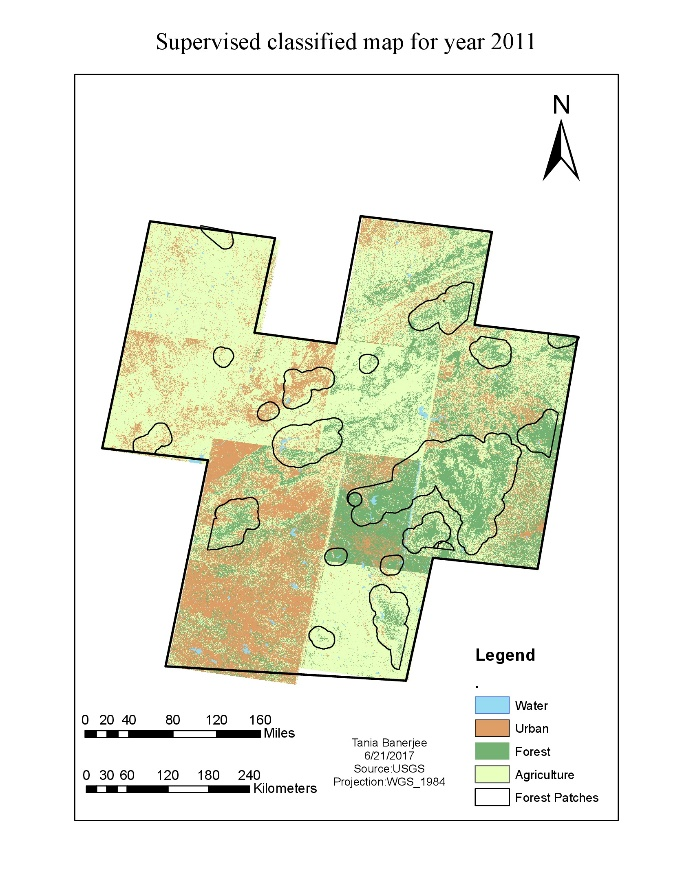 Supervised classified map for year 2011
N
Legend
.
Water
Urban
Forest
Agriculture
Forest Patches
0 20 40 80 120 160
Miles
0 30 60 120 180 240
Kilometers
Tania Banerjee
6/21/2017
Source:USGS
Projection:WGS_1984